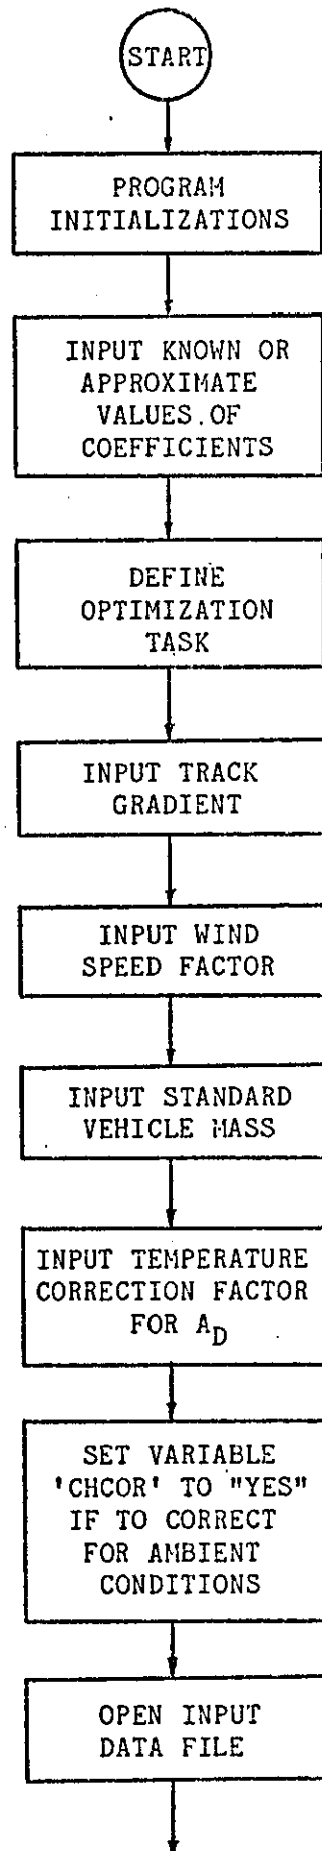 START
PROGRAM
INITIALIZATIONS
INPUT KNOWN OR
APPROXIMATE
VALUES.OF
COEFFICIENTS
DEFINE
OPTIMIZATION
TASK
INPUT TRACK
GRADIENT
INPUT WIND
SPEED FACTOR
INPUT STANDARD
VEHICLE MASS
INPUT TEMPERATURE
CORRECTION FACTOR
FOR A_D
SET VARIABLE
'CHCOR' TO "YES"
IF TO CORRECT
FOR AMBIENT
CONDITIONS
OPEN INPUT
DATA FILE